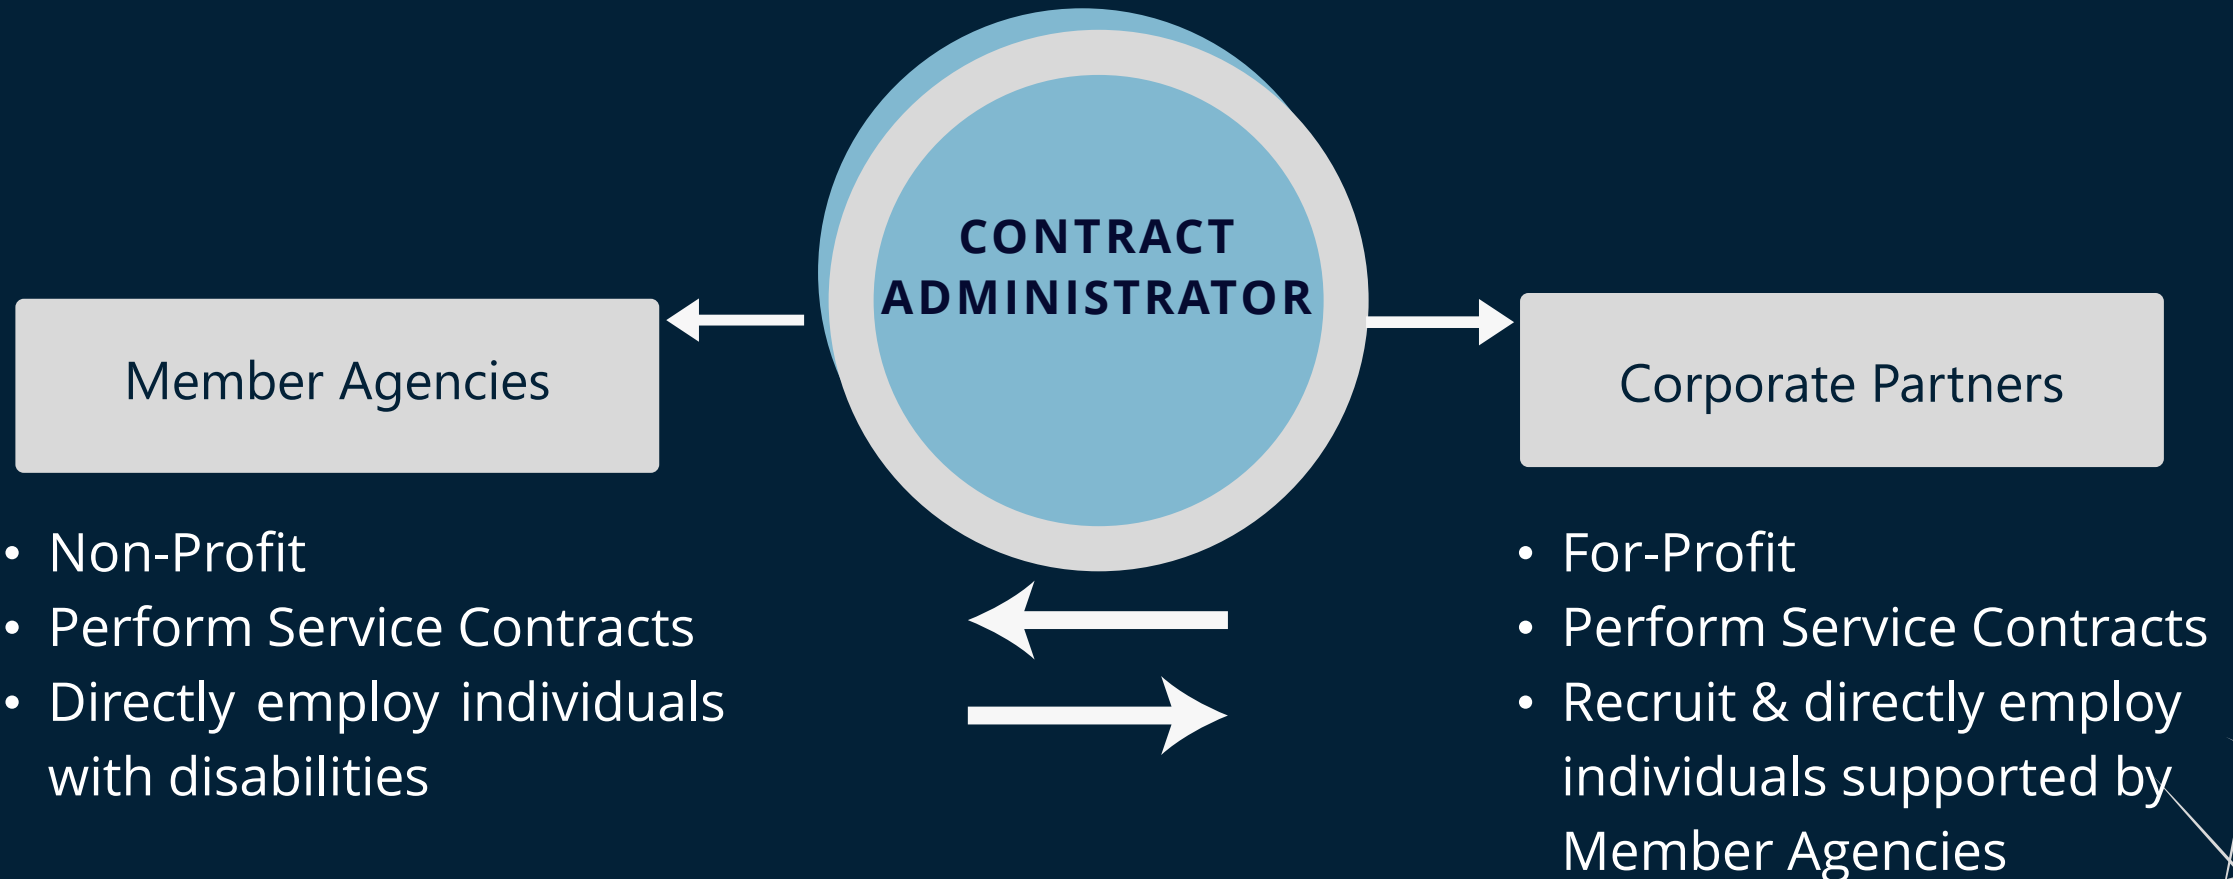 CONTRACT
ADMINISTRATOR
Member Agencies
• Non-Profit
• Perform Service Contracts
• Directly employ individuals
with disabilities
Corporate Partners
• For-Profit
• Perform Service Contracts
• Recruit & directly employ
individuals supported by
Member Agencies